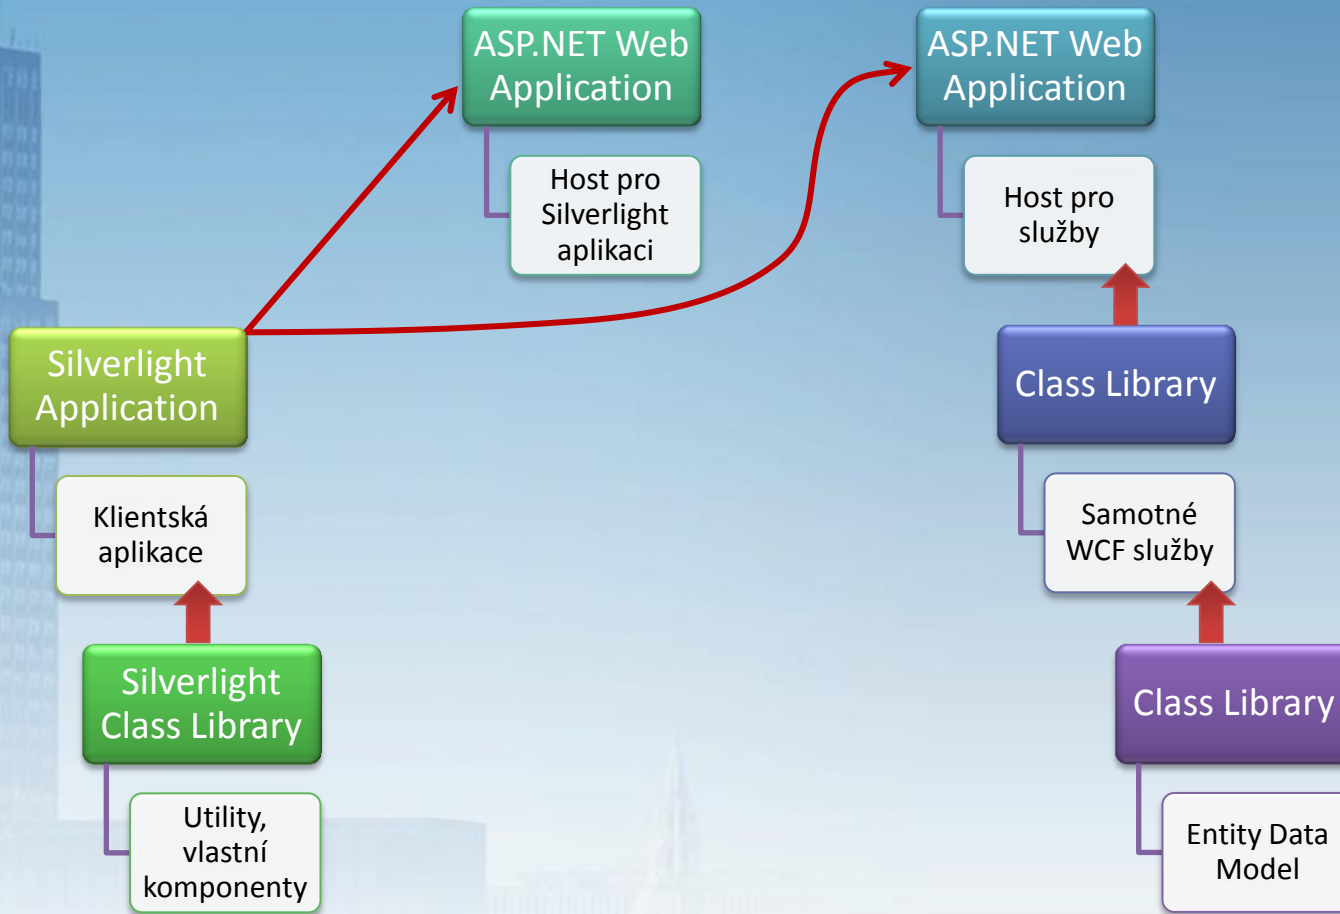 ASP.NET Web
Application
Host pro
Silverlight
aplikaci
ASP.NET Web
Application
Host pro
služby
Silverlight
Application
Klientská
aplikace
Class Library
Samotné
WCF služby
Silverlight
Class Library
Utility,
vlastní
komponenty
Class Library
Entity Data
Model